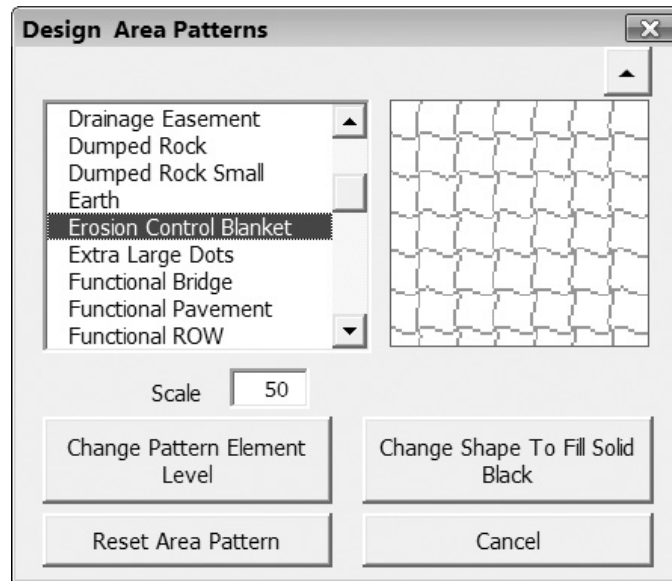 Design Area Patterns
Drainage Easement
Dumped Rock
Dumped Rock Small
Earth
Erosion Control Blanket
Extra Large Dots
Functional Bridge
Functional Pavement
Functional ROW
Scale 50
Change Pattern Element
Level
Change Shape To Fill Solid
Black
Reset Area Pattern
Cancel